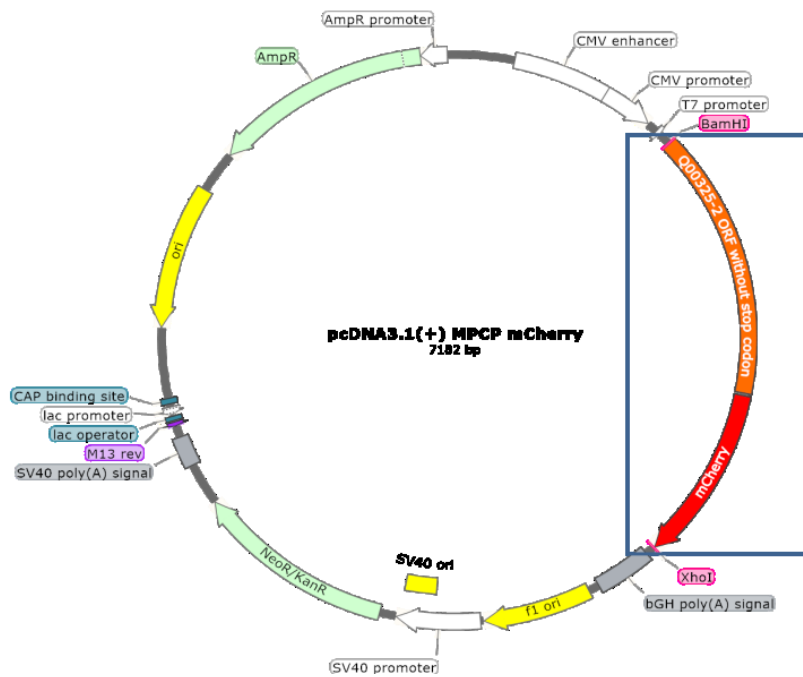 AmpR promoter
CMV enhancer
AmpR
CMV promoter
T7 promoter
BamHI
Q00325-2 ORF without stop codon
ori
pcDNA3.1(+) MPCP mCherry
7182 bp
CAP binding site
lac promoter
lac operator
M13 rev
SV40 poly(A) signal
mCherry
NeoR/KanR
SV40 ori
XhoI
f1 ori
bGH poly(A) signal
SV40 promoter